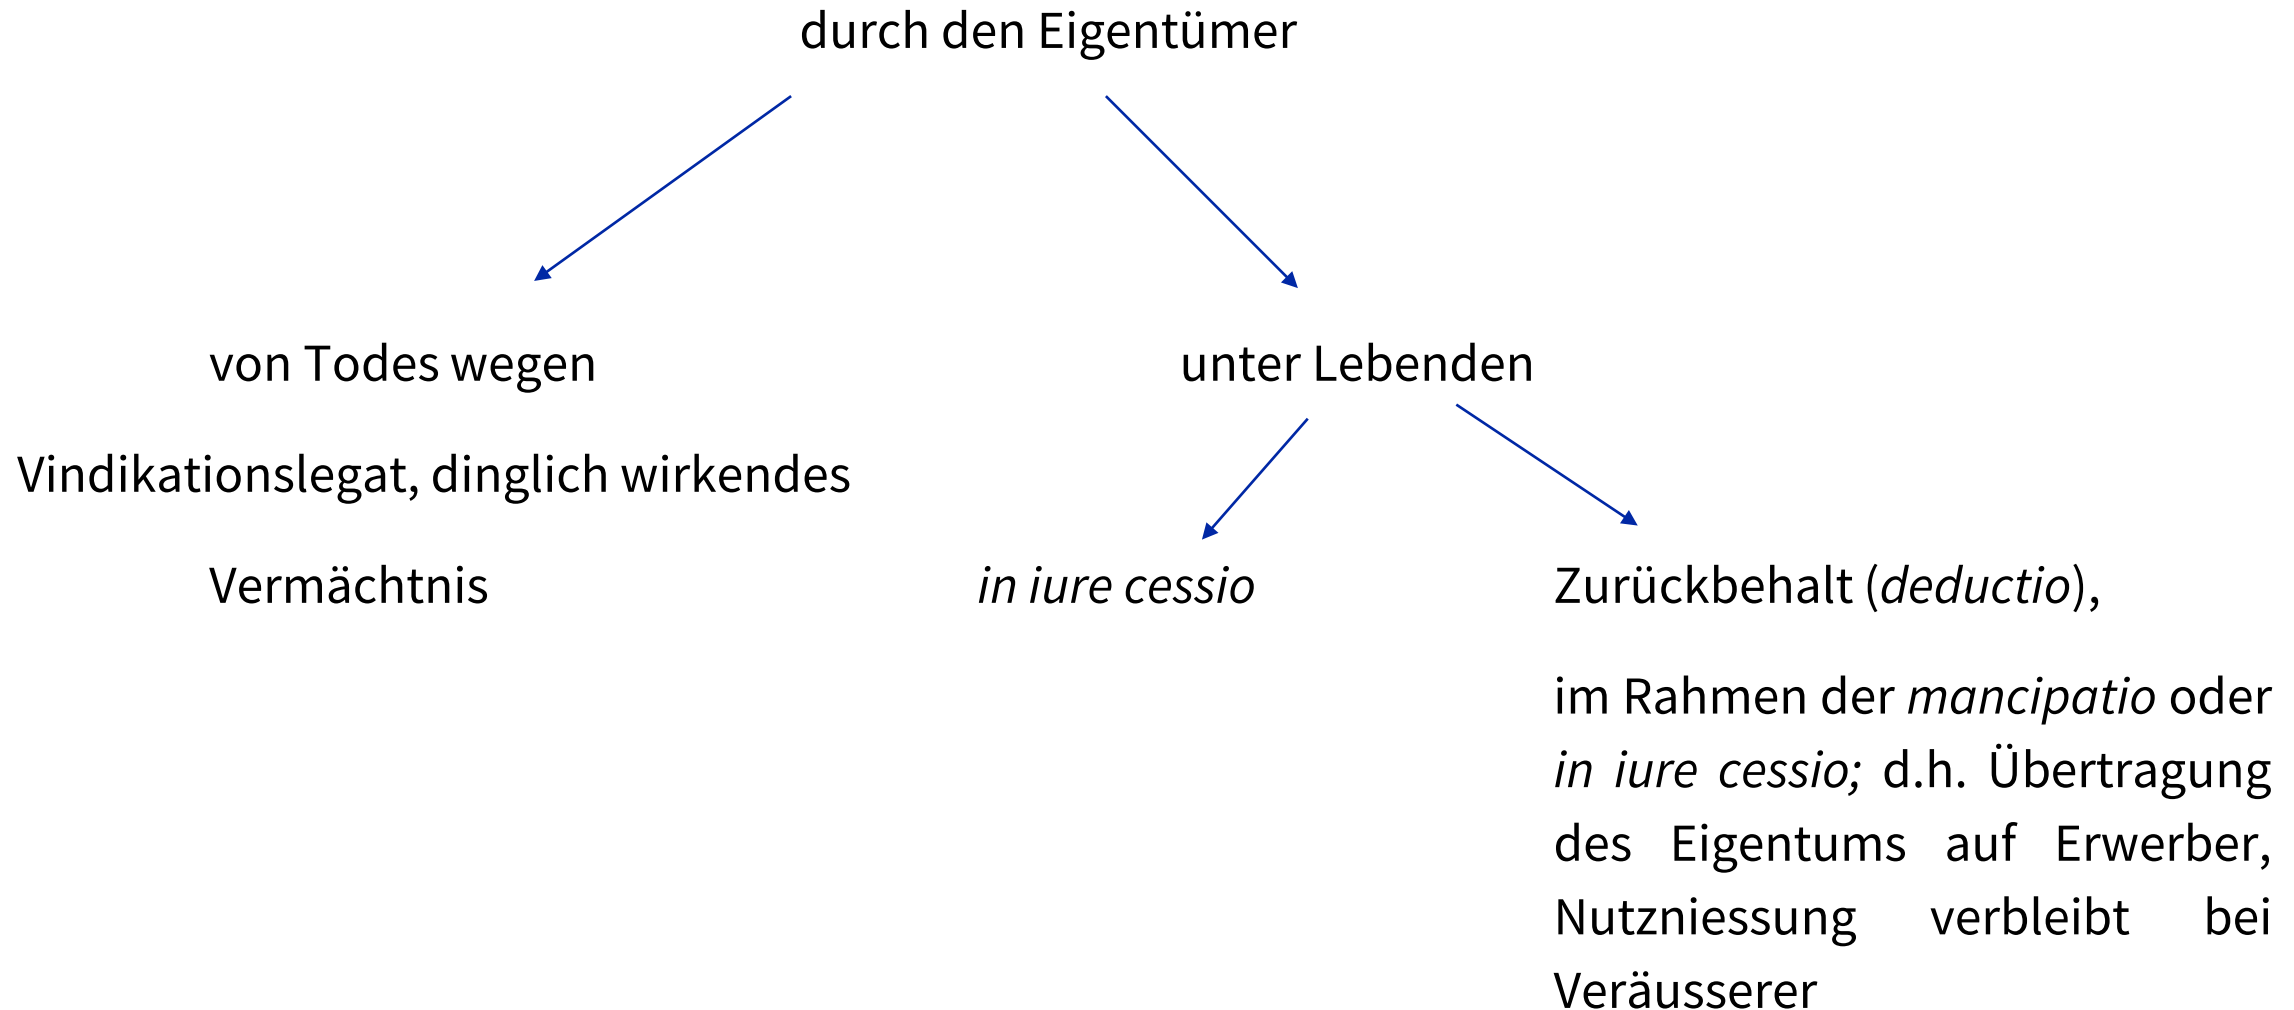 durch den Eigentümer
von Todes wegen
unter Lebenden
Vindikationslegat, dinglich wirkendes
Vermächtnis
in iure cessio
Zurückbehalt (deductio),
im Rahmen der mancipatio oder
in iure cessio; d.h. Übertragung
des Eigentums auf Erwerber,
Nutzniessung verbleibt bei
Veräusserer